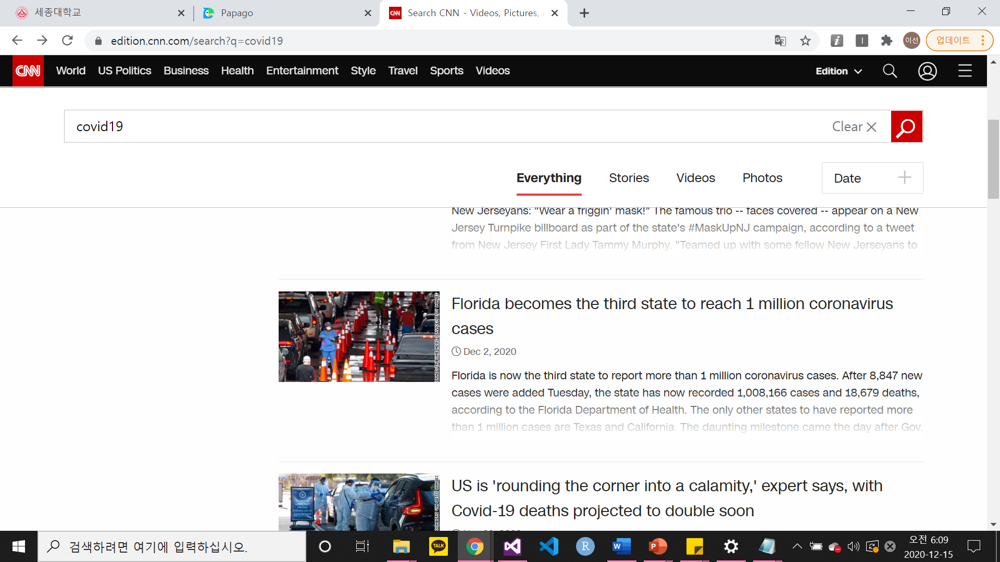 세종대학교
Papago
Search CNN - Videos, Pictures,
edition.cnn.com/search?q=covid19
이선
업데이트
CNN
World US Politics Business Health Entertainment Style Travel Sports Videos
Edition
covid19
Clear
Everything Stories Videos Photos
Date
New Jerseyans: "Wear a friggin' mask!" The famous trio -- faces covered -- appear on a New
Jersey Turnpike billboard as part of the state's #MaskUpNJ campaign, according to a tweet
from New Jersey First Lady Tammy Murphy. "Teamed up with some fellow New Jerseyans to
Florida becomes the third state to reach 1 million coronavirus
cases
Dec 2, 2020
Florida is now the third state to report more than 1 million coronavirus cases. After 8,847 new
cases were added Tuesday, the state has now recorded 1,008,166 cases and 18,679 deaths,
according to the Florida Department of Health. The only other states to have reported more
than 1 million cases are Texas and California. The daunting milestone came the day after Gov.
US is 'rounding the corner into a calamity,' expert says, with
Covid-19 deaths projected to double soon
검색하려면 여기에 입력하십시오.
TALK
오전 6:09
2020-12-15